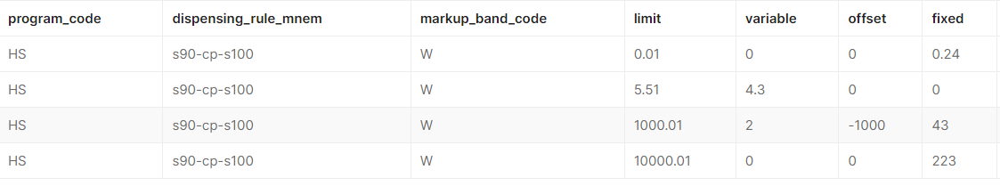 program_code dispensing_rule_mnem markup_band_code limit variable offset fixed
HS s90-cp-s100 W 0.01 0 0 0.24
HS s90-cp-s100 W 5.51 4.3 0 0
HS s90-cp-s100 W 1000.01 2 -1000 43
HS s90-cp-s100 W 10000.01 0 0 223